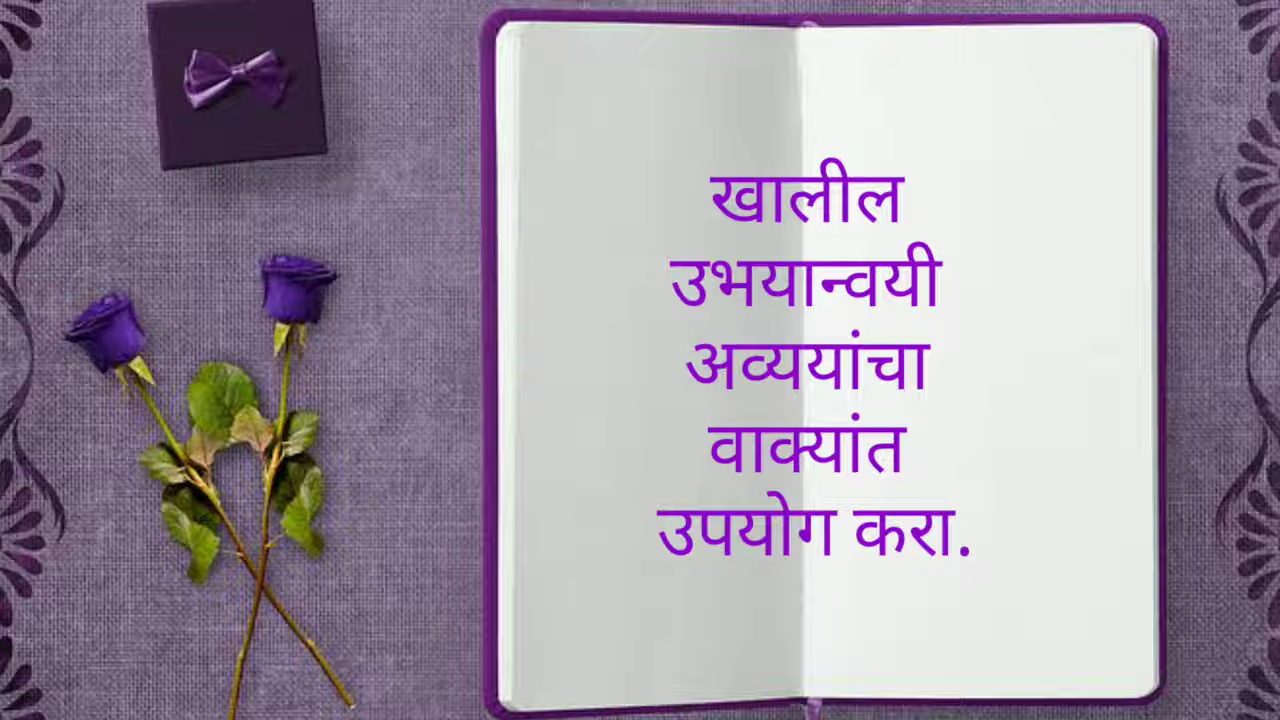 खालील
उभयान्वयी
अव्ययांचा
वाक्यांत
उपयोग करा.